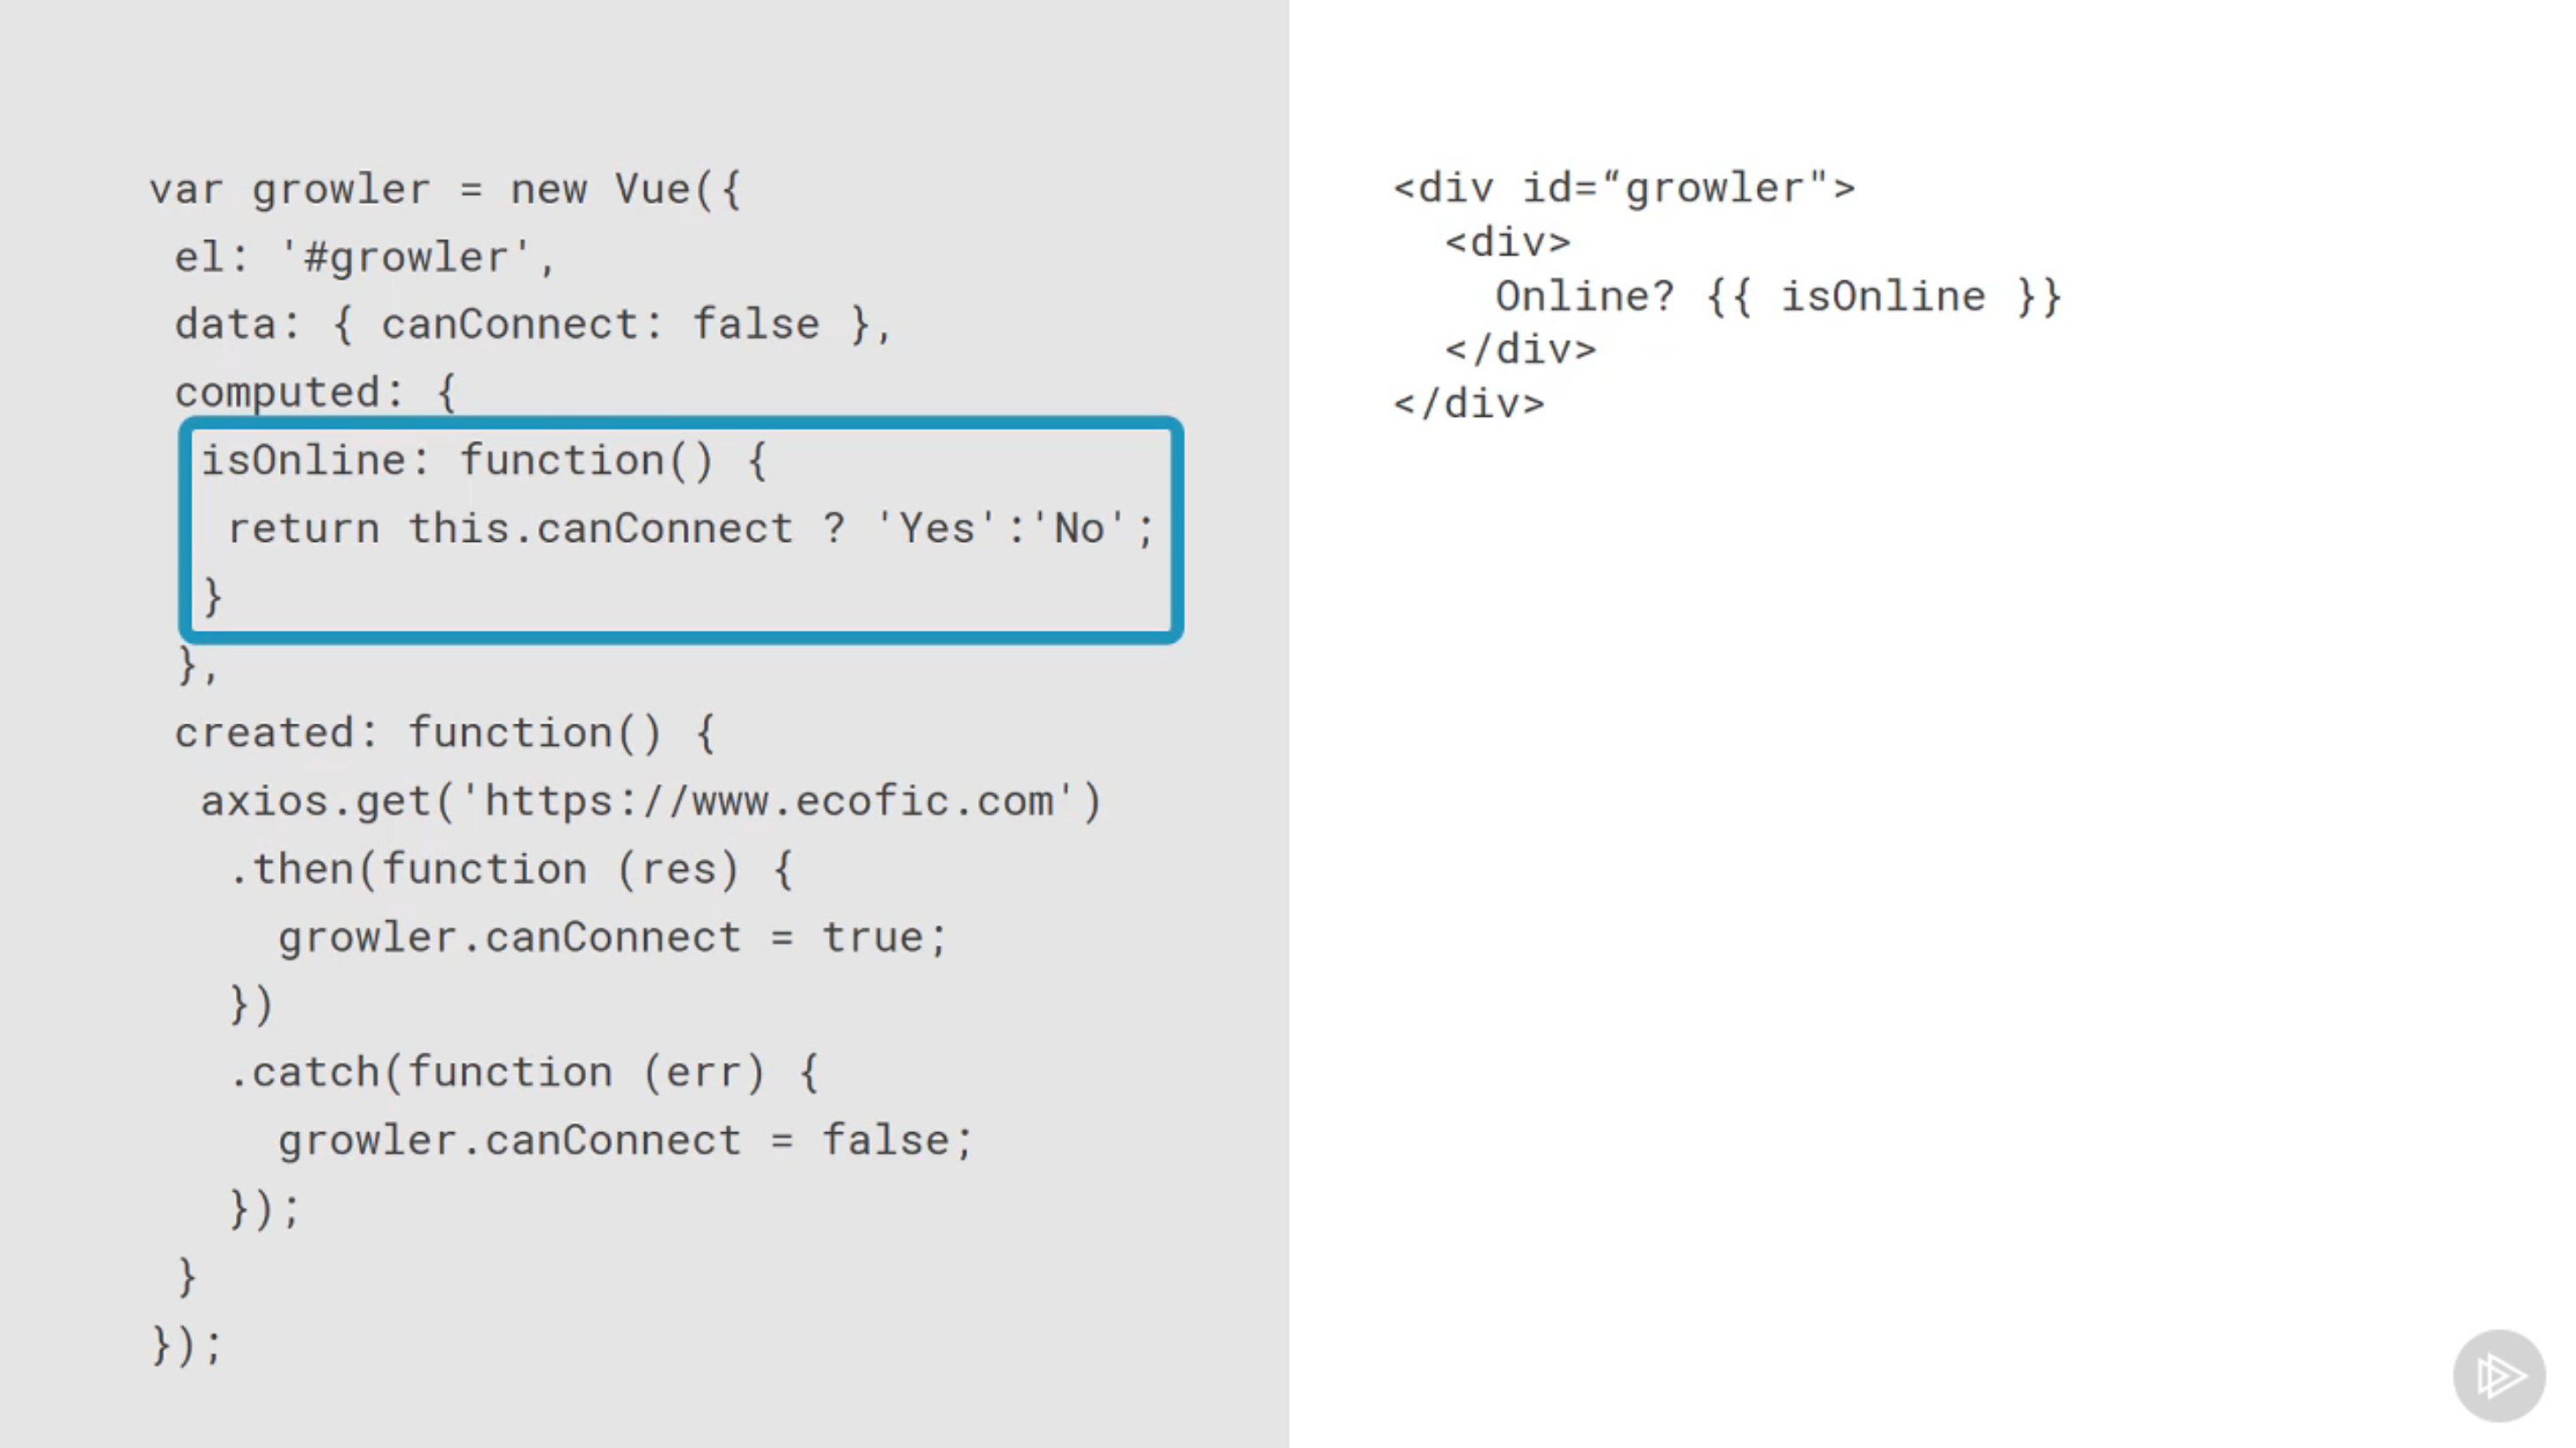 var growler = new Vue({
el: '#growler',
data: { canConnect: false },
computed: {
isOnline: function() {
return this.canConnect ? 'Yes':'No';
}
},
created: function() {
axios.get('https://www.ecofic.com')
.then(function (res) {
growler.canConnect = true;
})
.catch(function (err) {
growler.canConnect = false;
});
}
});
<div id=“growler">
<div>
Online? {{ isOnline }}
</div>
</div>